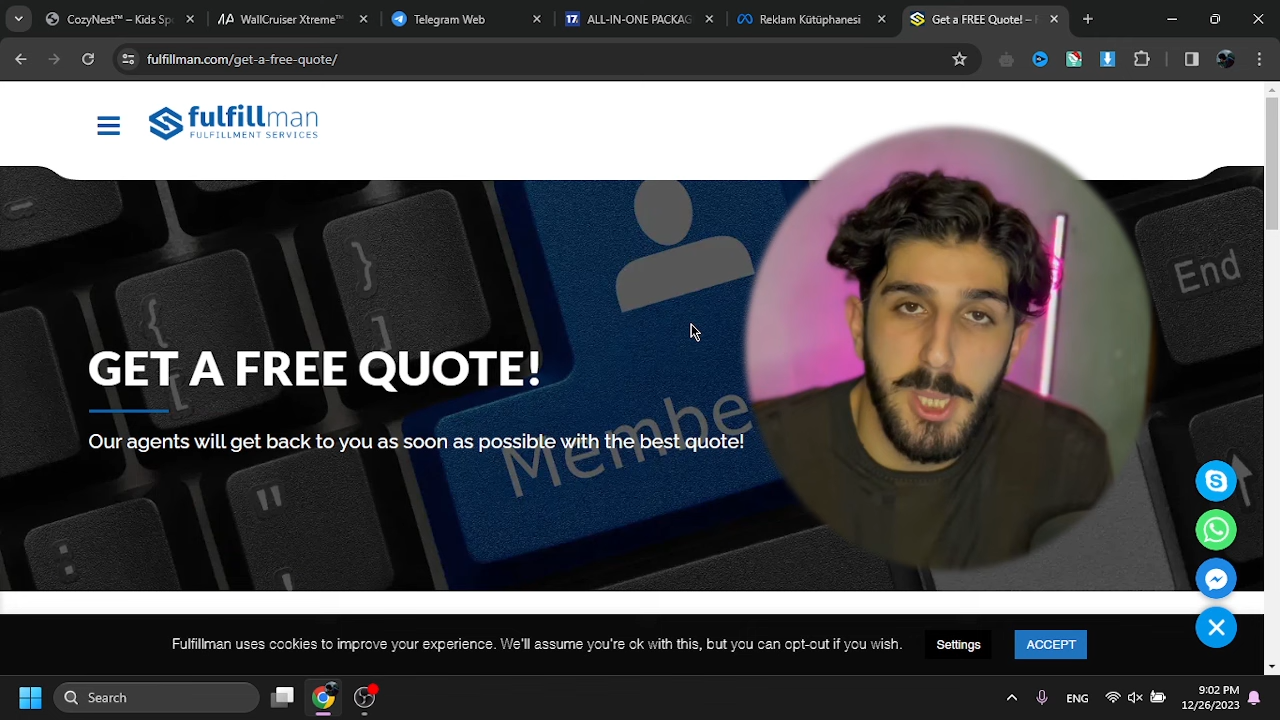 CozyNest™ – Kids Sp
WallCruiser Xtreme™
Telegram Web
17
ALL-IN-ONE PACKAG
Reklam Kütüphanesi
Get a FREE Quote! –
fulfillman.com/get-a-free-quote/
fulfillman
FULFILLMENT SERVICES
End
Membe
GET A FREE QUOTE!
Our agents will get back to you as soon as possible with the best quote!
Fulfillman uses cookies to improve your experience. We'll assume you're ok with this, but you can opt-out if you wish.
Settings
ACCEPT
Search
ENG
9:02 PM
12/26/2023